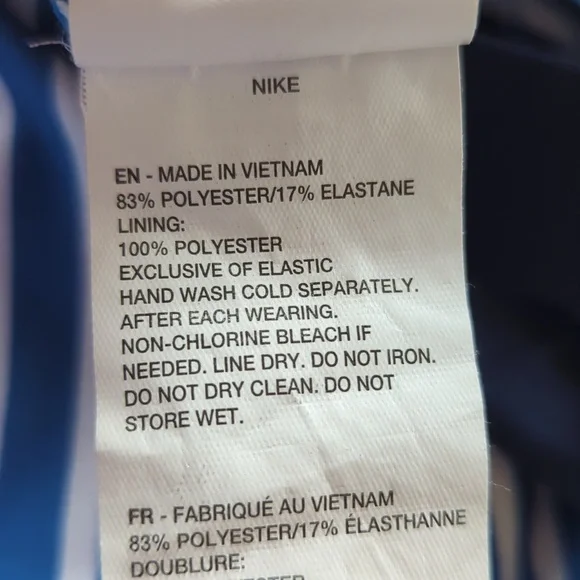 NIKE
EN - MADE IN VIETNAM
83% POLYESTER/17% ELASTANE
LINING:
100% POLYESTER
EXCLUSIVE OF ELASTIC
HAND WASH COLD SEPARATELY.
AFTER EACH WEARING.
NON-CHLORINE BLEACH IF
NEEDED. LINE DRY. DO NOT IRON.
DO NOT DRY CLEAN. DO NOT
STORE WET.
FR - FABRIQUÉ AU VIETNAM
83% POLYESTER/17% ÉLASTHANNE
DOUBLURE: